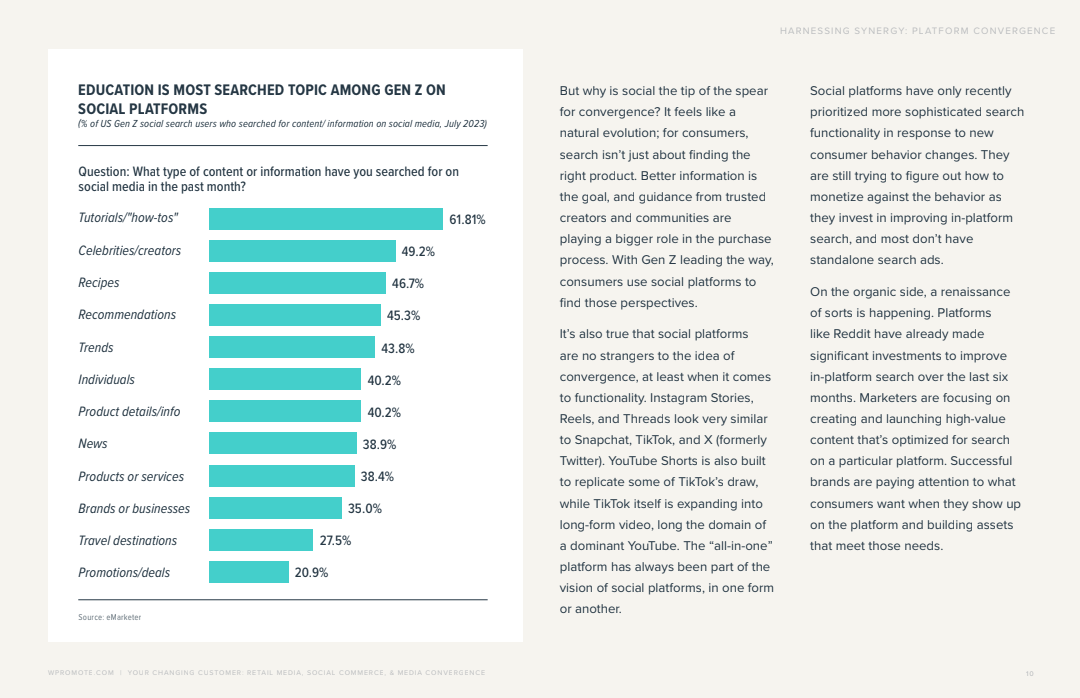 HARNESSING SYNERGY: PLATFORM CONVERGENCE
EDUCATION IS MOST SEARCHED TOPIC AMONG GEN Z ON
SOCIAL PLATFORMS
(% of US Gen Z social search users who searched for content/ information on social media, July 2023)
Question: What type of content or information have you searched for on
social media in the past month?
Tutorials/"how-tos" 61.81%
Celebrities/creators 49.2%
Recipes 46.7%
Recommendations 45.3%
Trends 43.8%
Individuals 40.2%
Product details/info 40.2%
News 38.9%
Products or services 38.4%
Brands or businesses 35.0%
Travel destinations 27.5%
Promotions/deals 20.9%
Source: eMarketer
But why is social the tip of the spear
for convergence? It feels like a
natural evolution; for consumers,
search isn’t just about finding the
right product. Better information is
the goal, and guidance from trusted
creators and communities are
playing a bigger role in the purchase
process. With Gen Z leading the way,
consumers use social platforms to
find those perspectives.
It’s also true that social platforms
are no strangers to the idea of
convergence, at least when it comes
to functionality. Instagram Stories,
Reels, and Threads look very similar
to Snapchat, TikTok, and X (formerly
Twitter). YouTube Shorts is also built
to replicate some of TikTok’s draw,
while TikTok itself is expanding into
long-form video, long the domain of
a dominant YouTube. The “all-in-one”
platform has always been part of the
vision of social platforms, in one form
or another.
Social platforms have only recently
prioritized more sophisticated search
functionality in response to new
consumer behavior changes. They
are still trying to figure out how to
monetize against the behavior as
they invest in improving in-platform
search, and most don’t have
standalone search ads.
On the organic side, a renaissance
of sorts is happening. Platforms
like Reddit have already made
significant investments to improve
in-platform search over the last six
months. Marketers are focusing on
creating and launching high-value
content that’s optimized for search
on a particular platform. Successful
brands are paying attention to what
consumers want when they show up
on the platform and building assets
that meet those needs.
WPROMOTE.COM | YOUR CHANGING CUSTOMER: RETAIL MEDIA, SOCIAL COMMERCE, & MEDIA CONVERGENCE
10